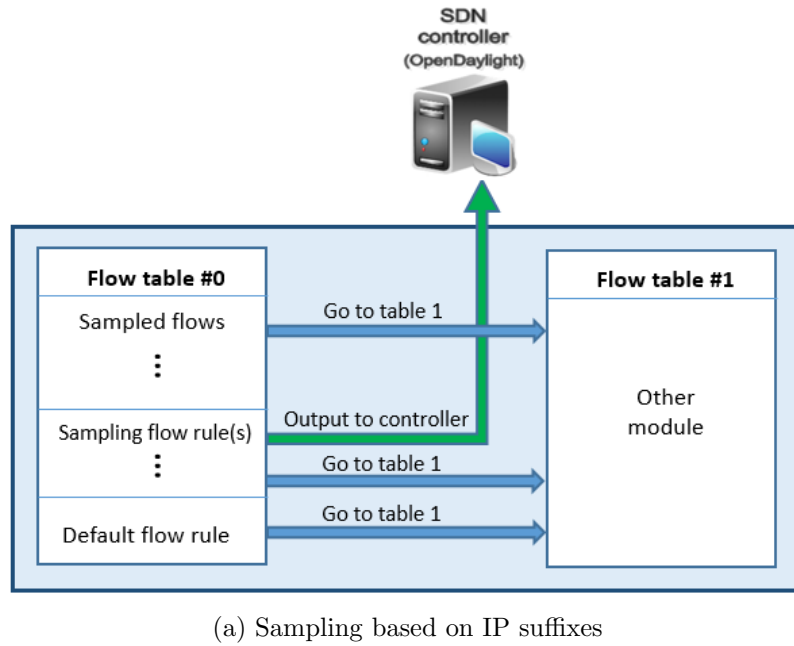 SDN
controller
(OpenDaylight)
Flow table #0
Flow table #1
Sampled flows
Go to table 1
Sampling flow rule(s)
Output to controller
Go to table 1
Default flow rule
Go to table 1
Other
module
(a) Sampling based on IP suffixes